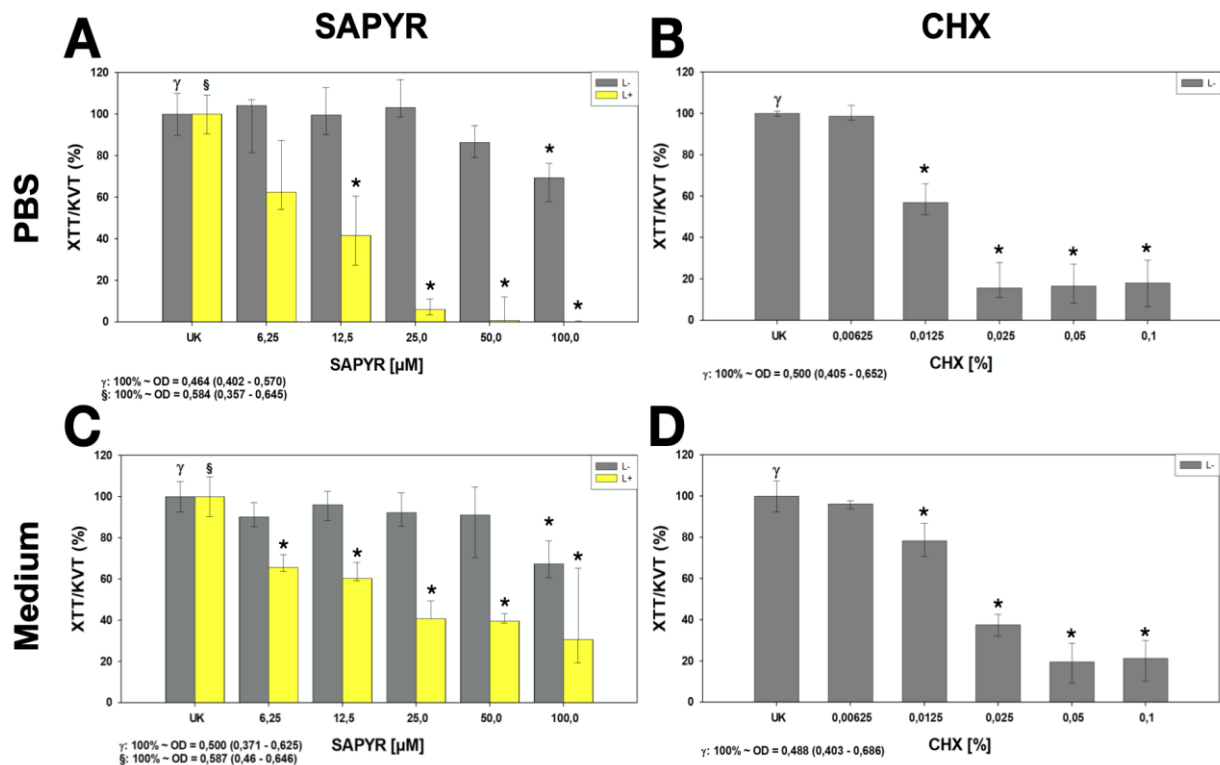 SAPYR
CHX
PBS
Medium
A
120
100
80
60
40
20
0
XTT/KVT (%)
γ
§
*
*
*
*
*
L-
L+
UK
6,25
12,5
25,0
50,0
100,0
SAPYR [µM]
γ: 100% ~ OD = 0,464 (0,402 - 0,570)
§: 100% ~ OD = 0,584 (0,357 - 0,645)
B
120
100
80
60
40
20
0
XTT/KVT (%)
γ
*
*
*
*
L-
UK
0,00625
0,0125
0,025
0,05
0,1
CHX [%]
γ: 100% ~ OD = 0,500 (0,405 - 0,652)
C
120
100
80
60
40
20
0
XTT/KVT (%)
γ
§
*
*
*
*
*
*
L-
L+
UK
6,25
12,5
25,0
50,0
100,0
SAPYR [µM]
γ: 100% ~ OD = 0,500 (0,371 - 0,625)
§: 100% ~ OD = 0,587 (0,46 - 0,646)
D
120
100
80
60
40
20
0
XTT/KVT (%)
γ
*
*
*
*
L-
UK
0,00625
0,0125
0,025
0,05
0,1
CHX [%]
γ: 100% ~ OD = 0,488 (0,403 - 0,686)